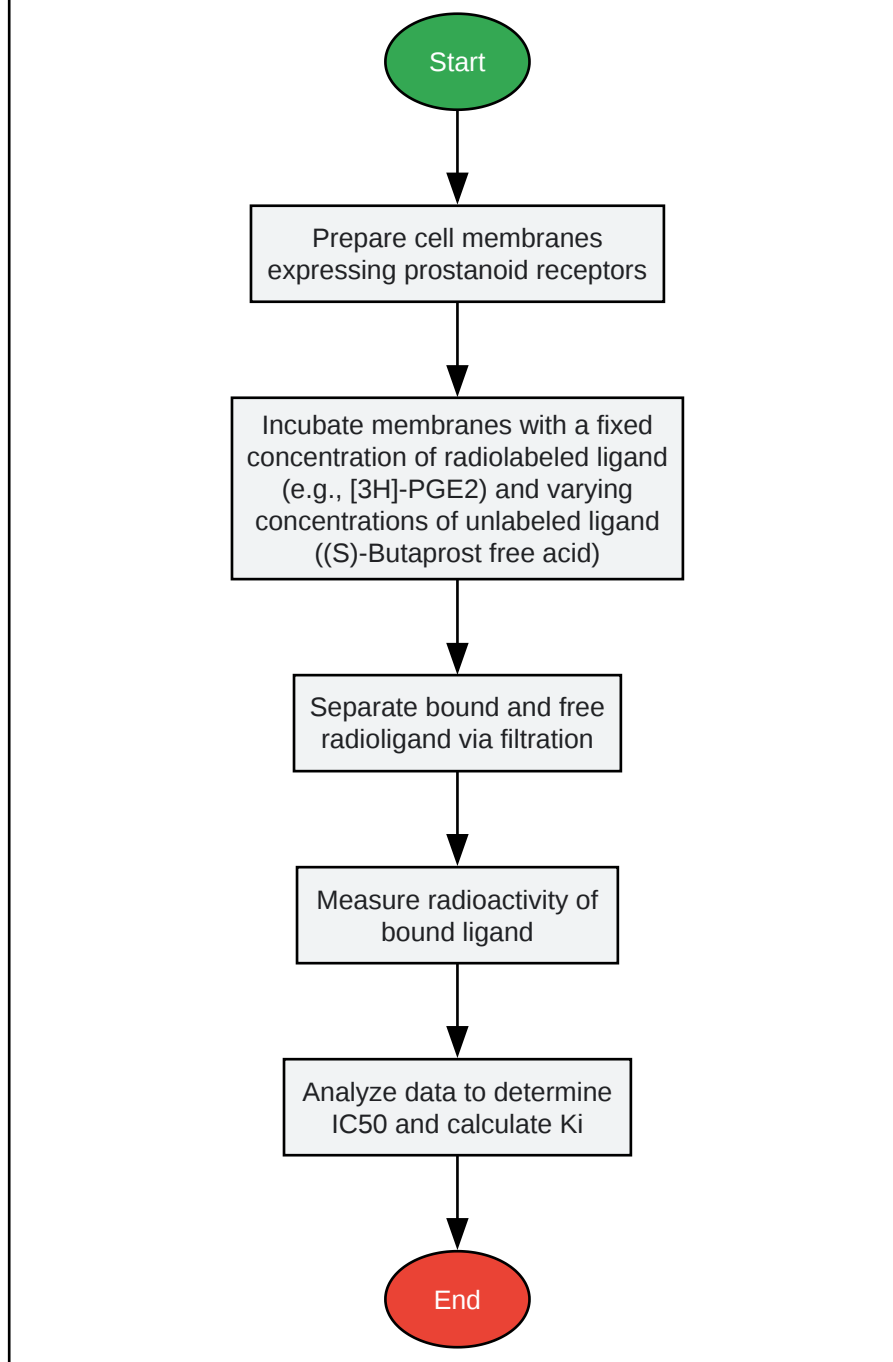 Start
Prepare cell membranes
expressing prostanoid receptors
Incubate membranes with a fixed
concentration of radiolabeled ligand
(e.g., [3H]-PGE2) and varying
concentrations of unlabeled ligand
((S)-Butaprost free acid)
Separate bound and free
radioligand via filtration
Measure radioactivity of
bound ligand
Analyze data to determine
IC50 and calculate Ki
End